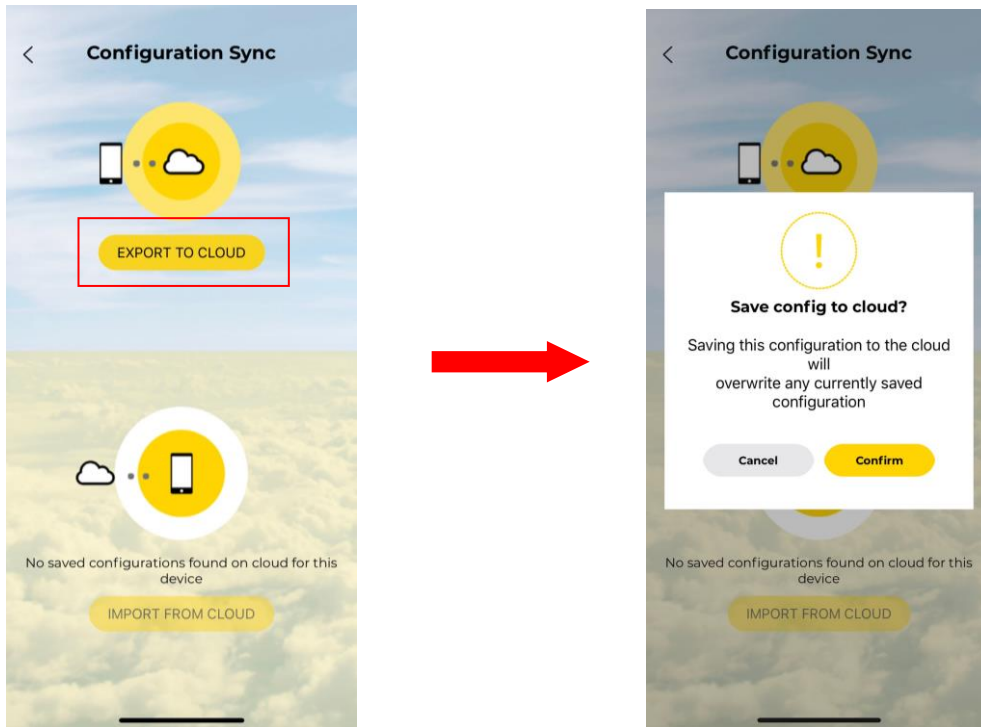 Configuration Sync
EXPORT TO CLOUD
No saved configurations found on cloud for this
device
IMPORT FROM CLOUD
Configuration Sync
!
Save config to cloud?
Saving this configuration to the cloud
will
overwrite any currently saved
configuration
Cancel Confirm
No saved configurations found on cloud for this
device
IMPORT FROM CLOUD